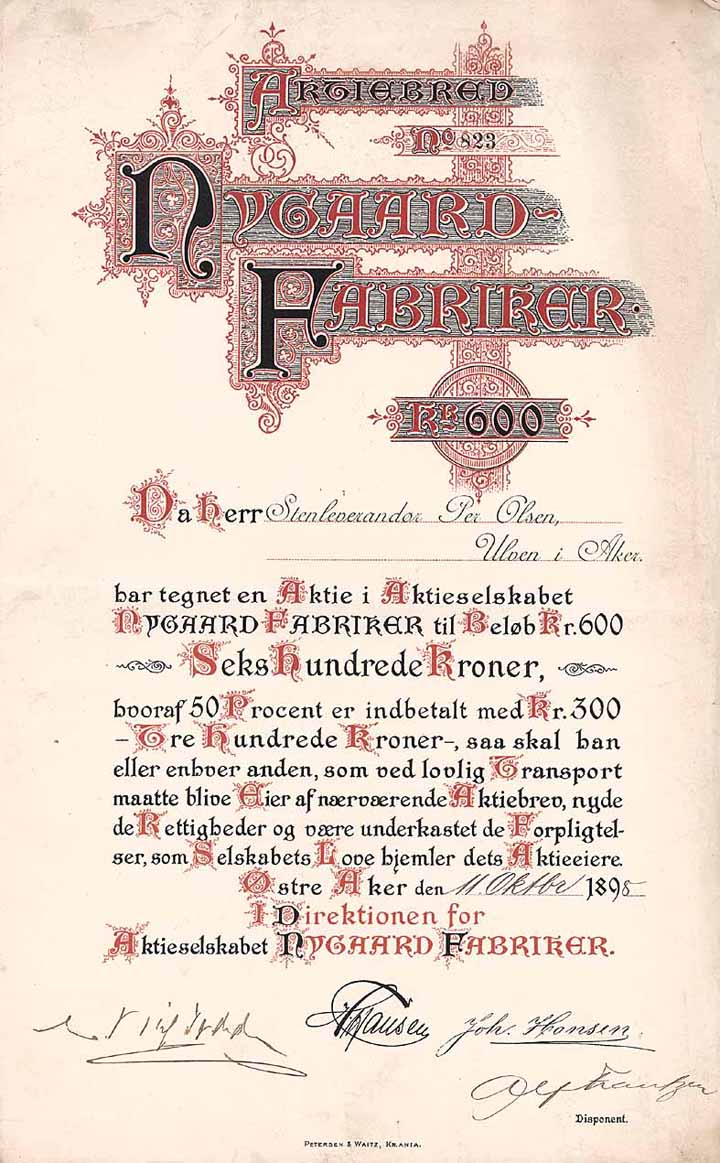 AKTIEBREV
No 823
NYGAARD-
FABRIKER.
KR 600
Da Herr Stenleverandør Per Olsen,
Ulven i Aker.
har tegnet en Aktie i Aktieselskabet
NYGAARD FABRIKER til Beløb Kr. 600
Seks Hundrede Kroner,
hvoraf 50 Procent er indbetalt med Kr. 300
- Tre Hundrede Kroner -, saa skal han
eller enhver anden, som ved lovlig Transport
maatte blive Eier af nærværende Aktiebrev, nyde
de Rettigheder og være underkastet de Forpligtel-
ser, som Selskabets Love hjemler dets Aktieeiere.
Østre Aker den 11. Oktbr 1898
I Direktionen for
Aktieselskabet NYGAARD FABRIKER.
Hansen Joh. Hansen
Disponent.
PETERSEN & WAITZ, KR.ANIA.